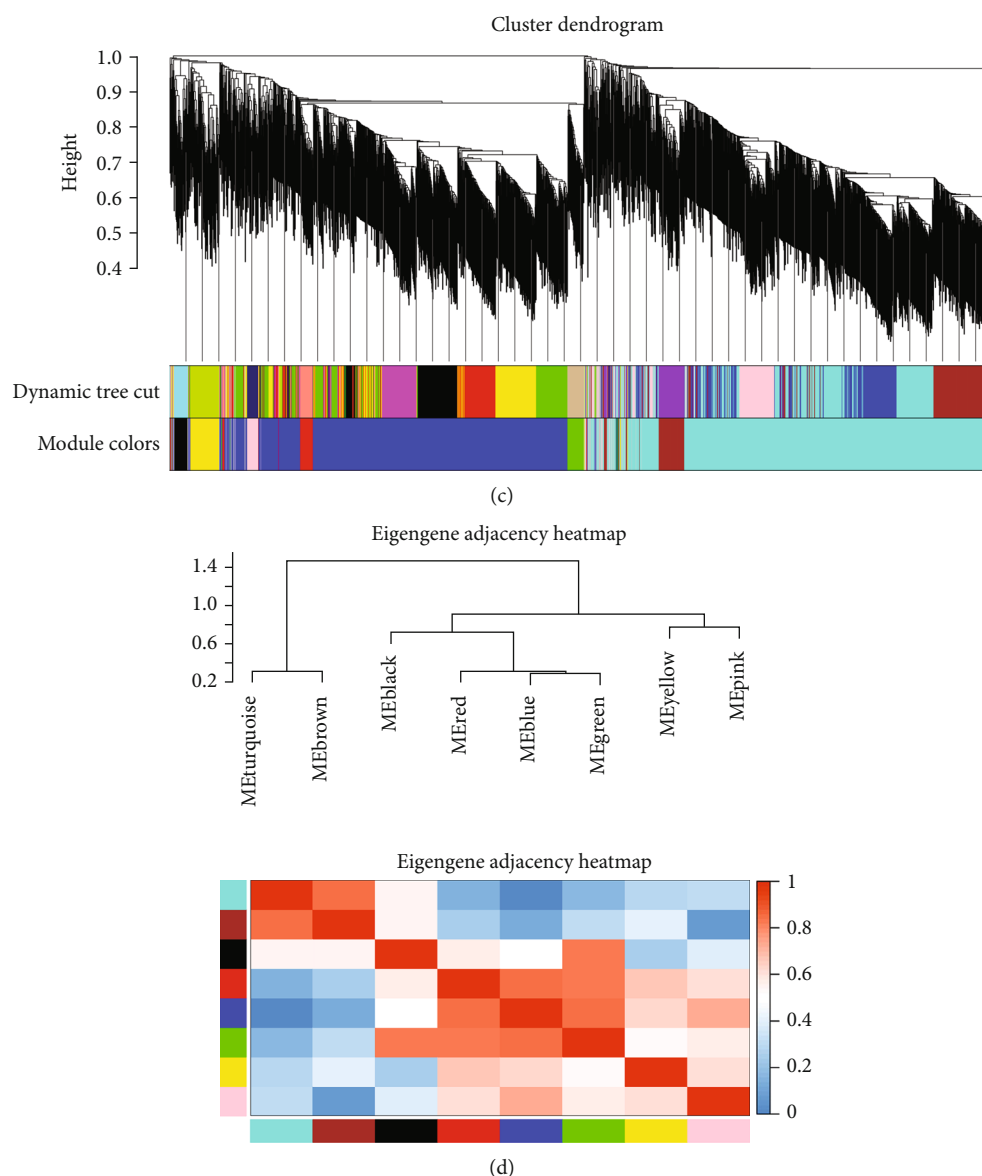 Cluster dendrogram
1.0
0.9
0.8
0.7
0.6
0.5
0.4
Height
Dynamic tree cut
Module colors
(c)
Eigengene adjacency heatmap
1.4
1.0
0.6
0.2
MEturquoise
MEbrown
MEblack
MEred
MEblue
MEgreen
MEyellow
MEpink
Eigengene adjacency heatmap
1
0.8
0.6
0.4
0.2
0
(d)